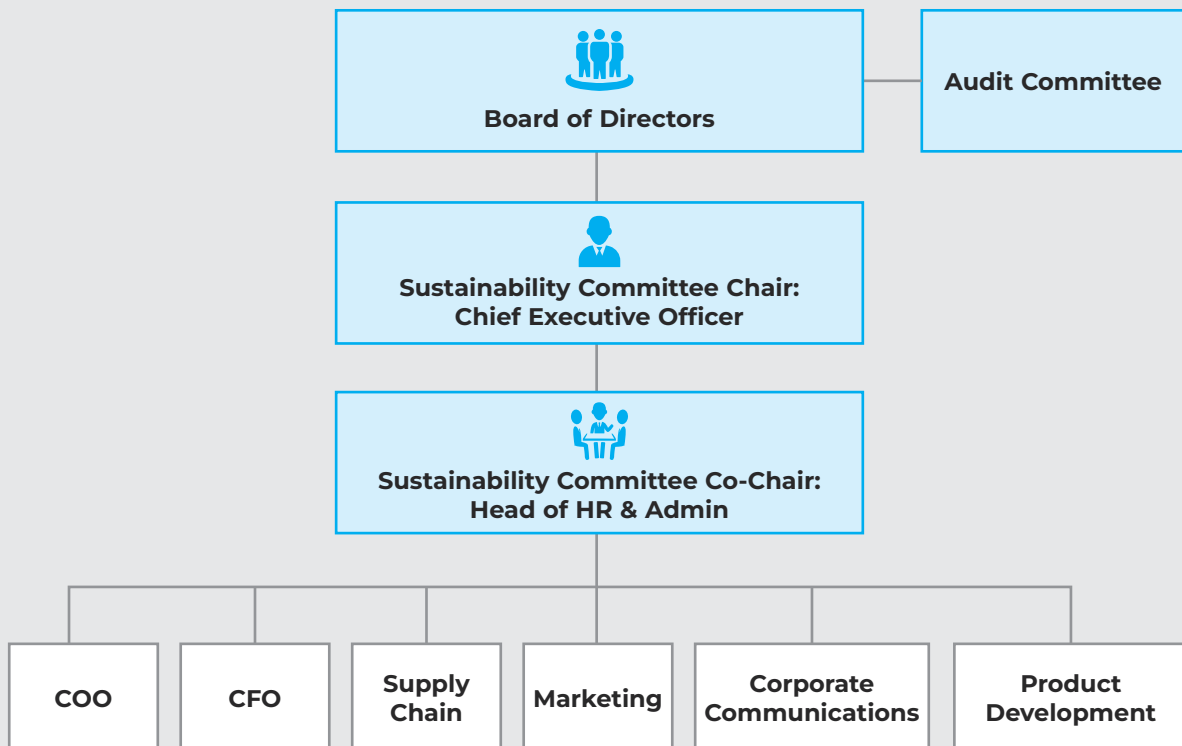 Board of Directors
Audit Committee
Sustainability Committee Chair:
Chief Executive Officer
Sustainability Committee Co-Chair:
Head of HR & Admin
COO
CFO
Supply
Chain
Marketing
Corporate
Communications
Product
Development